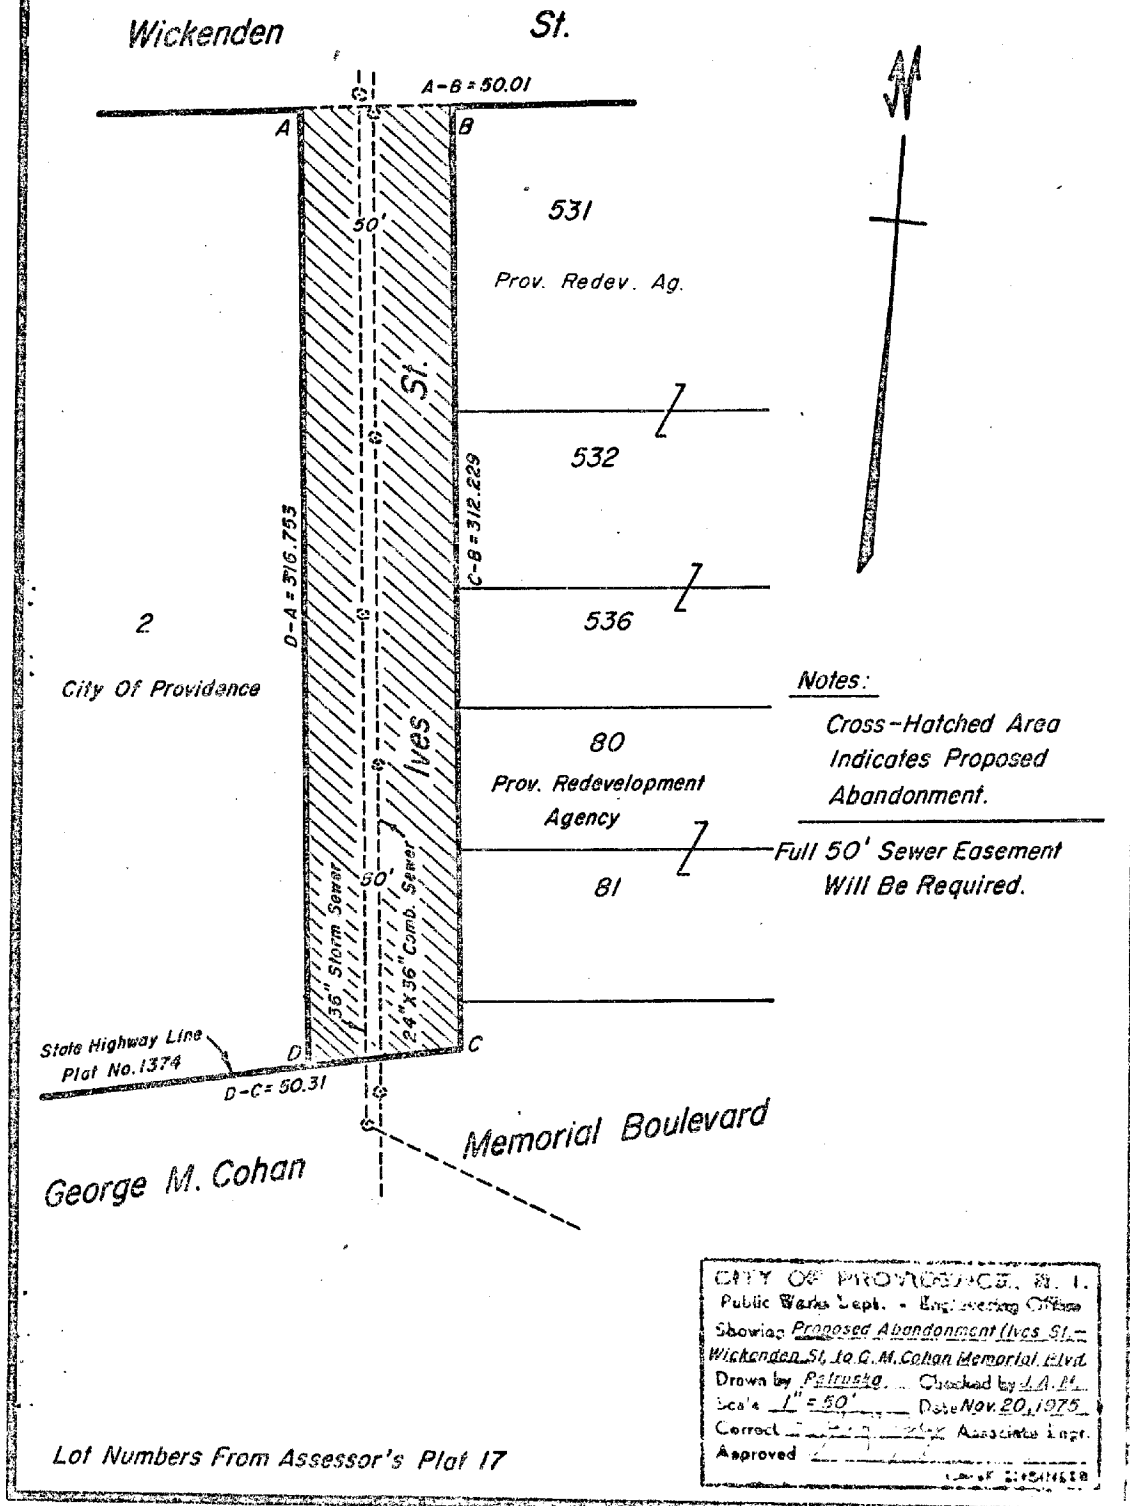 Wickenden St.
A-B = 50.01
A
B
50'
531
Prov. Redev. Ag.
St.
532
C-B = 312.229
D-A = 316.753
536
2
City Of Providence
Ives
80
Prov. Redevelopment
Agency
81
Notes:
Cross-Hatched Area
Indicates Proposed
Abandonment.
Full 50' Sewer Easement
Will Be Required.
50'
36" Storm Sewer
24" X 36" Comb. Sewer
State Highway Line
Plat No. 1374
D
C
D-C = 50.31
George M. Cohan Memorial Boulevard
CITY OF PROVIDENCE, R. I.
Public Works Dept. - Engineering Office
Showing Proposed Abandonment (Ives St. -
Wickenden St. to G. M. Cohan Memorial Blvd.
Drawn by Petruska Checked by J.A.M.
Scale 1" = 50' Date Nov. 20, 1975
Correct Associate Engr.
Approved
Lot Numbers From Assessor's Plat 17